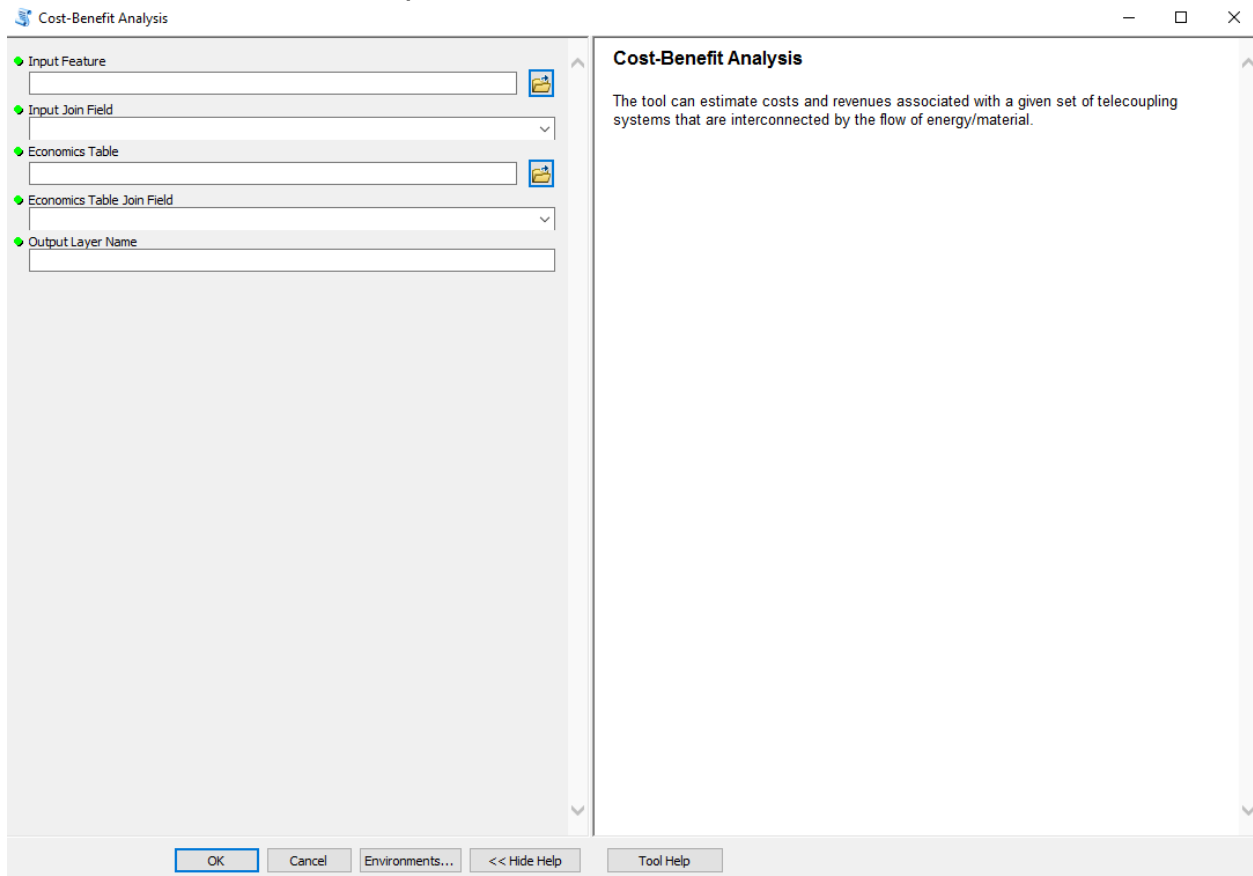 Cost-Benefit Analysis
Input Feature
Input Join Field
Economics Table
Economics Table Join Field
Output Layer Name
Cost-Benefit Analysis
The tool can estimate costs and revenues associated with a given set of telecoupling
systems that are interconnected by the flow of energy/material.
OK Cancel Environments... << Hide Help Tool Help